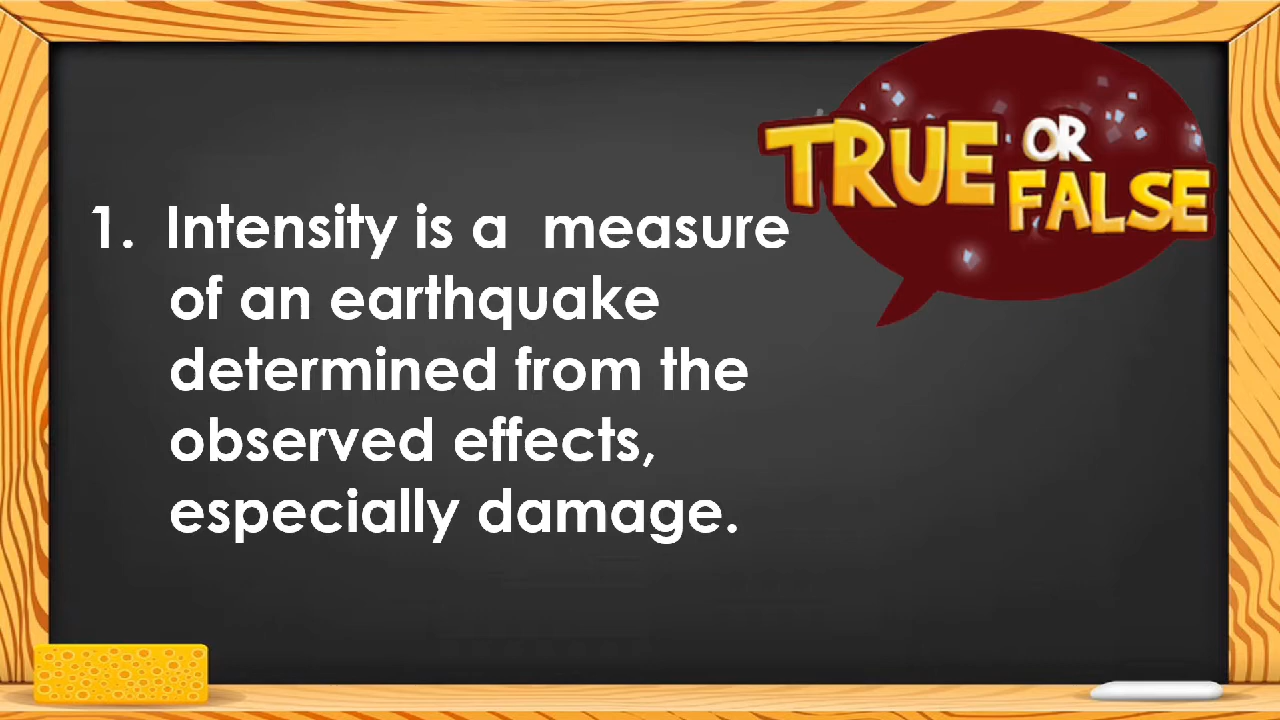 TRUE OR
FALSE
1. Intensity is a measure
of an earthquake
determined from the
observed effects,
especially damage.